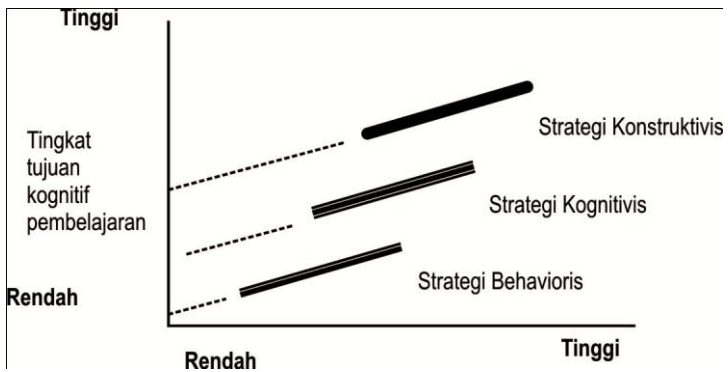 Tinggi
Tingkat
tujuan
kognitif
pembelajaran
Strategi Konstruktivis
Strategi Kognitivis
Strategi Behavioris
Rendah
Rendah
Tinggi